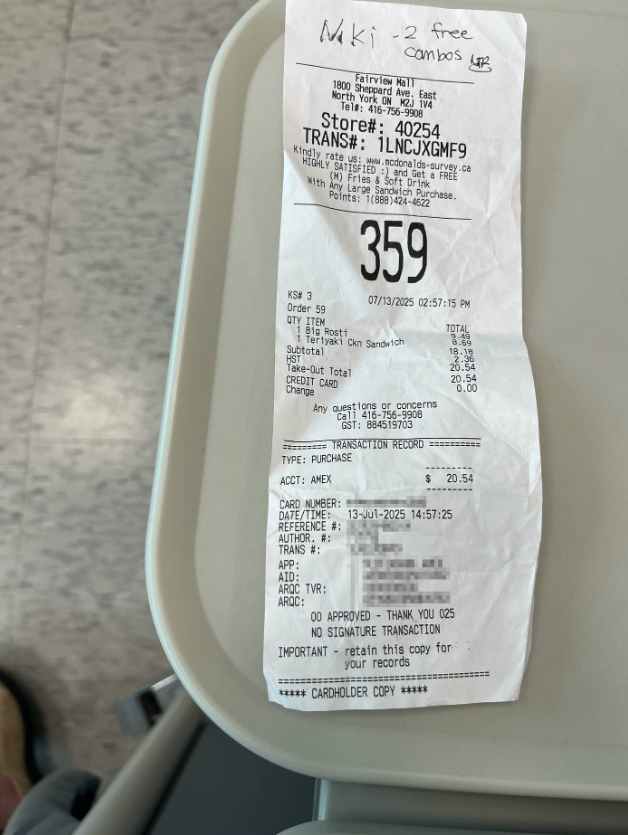 Niki - 2 free
combos
Fairview Mall
1800 Sheppard Ave. East
North York ON M2J 1V4
Tel#: 416-756-9908
Store#: 40254
TRANS#: 1LNCJXGMF9
Kindly rate us: www.mcdonalds-survey.ca
HIGHLY SATISFIED :) and Get a FREE
(M) Fries & Soft Drink
With Any Large Sandwich Purchase.
Points: 1(888)424-4622
359
KS# 3 07/13/2025 02:57:15 PM
Order 59
QTY ITEM TOTAL
1 Big Rosti 9.49
1 Teriyaki Ckn Sandwich 8.69
Subtotal 18.18
HST 2.36
Take-Out Total 20.54
CREDIT CARD 20.54
Change 0.00
Any questions or concerns
Call 416-756-9908
GST: 884519703
========= TRANSACTION RECORD ==========
TYPE: PURCHASE
ACCT: AMEX $ 20.54
CARD NUMBER:
DATE/TIME: 13-Jul-2025 14:57:25
REFERENCE #:
AUTHOR. #:
TRANS #:
APP:
AID:
ARQC TVR:
ARQC:
00 APPROVED - THANK YOU 025
NO SIGNATURE TRANSACTION
IMPORTANT - retain this copy for
your records
***** CARDHOLDER COPY *****